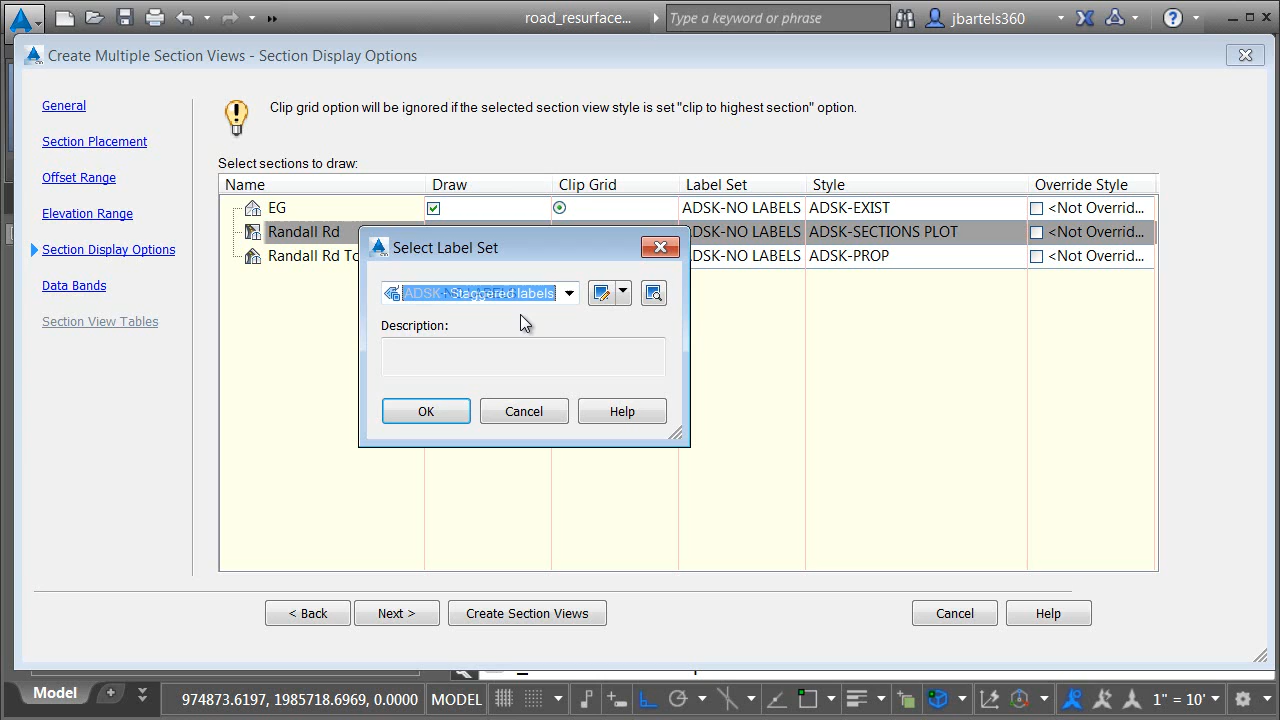 road_resurface...
Type a keyword or phrase
jbartels360
Create Multiple Section Views - Section Display Options
General
Section Placement
Offset Range
Elevation Range
Section Display Options
Data Bands
Section View Tables
Clip grid option will be ignored if the selected section view style is set "clip to highest section" option.
Select sections to draw:
Name Draw Clip Grid Label Set Style Override Style
EG ADSK-NO LABELS ADSK-EXIST <Not Overrid...
Randall Rd ADSK-NO LABELS ADSK-SECTIONS PLOT <Not Overrid...
Randall Rd ADSK-NO LABELS ADSK-PROP <Not Overrid...
Select Label Set
Staggered labels
Description:
OK Cancel Help
< Back Next > Create Section Views Cancel Help
Model
974873.6197, 1985718.6969, 0.0000 MODEL 1" = 10'